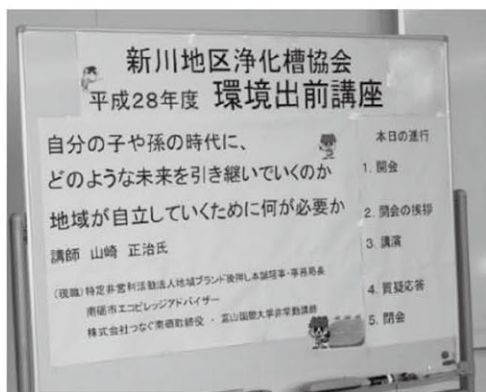 新川地区浄化槽協会
平成28年度 環境出前講座
自分の子や孫の時代に、
どのような未来を引き継いでいくのか
地域が自立していくために何が必要か
講師 山﨑 正治氏
(現職)特定非営利活動法人地域ブランド後押し本舗理事・事務局長
南砺市エコビレッジアドバイザー
株式会社つなぐ南砺取締役 ・ 富山国際大学非常勤講師
本日の進行
1. 開会
2. 開会の挨拶
3. 講演
4. 質疑応答
5. 閉会